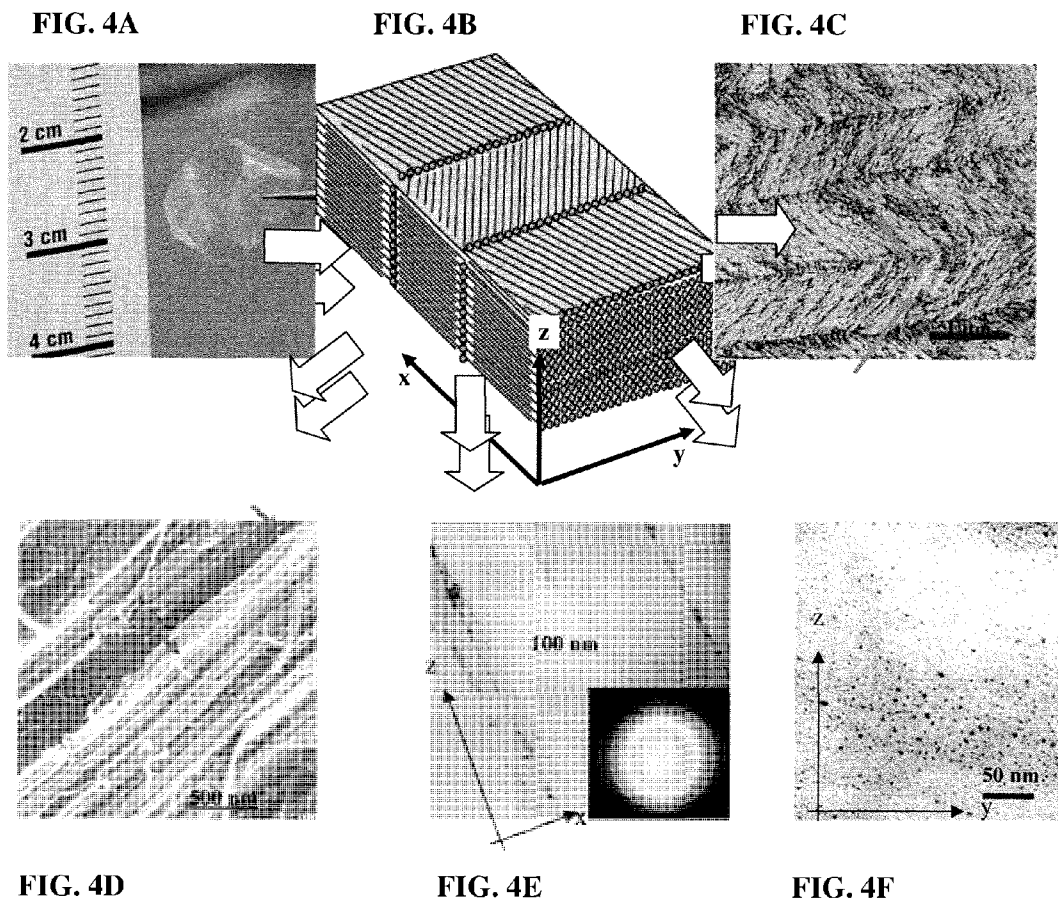 FIG. 4A
FIG. 4B
FIG. 4C
2 cm
3 cm
4 cm
z
x
y
100 nm
x
500 nm
z
50 nm
y
FIG. 4D
FIG. 4E
FIG. 4F